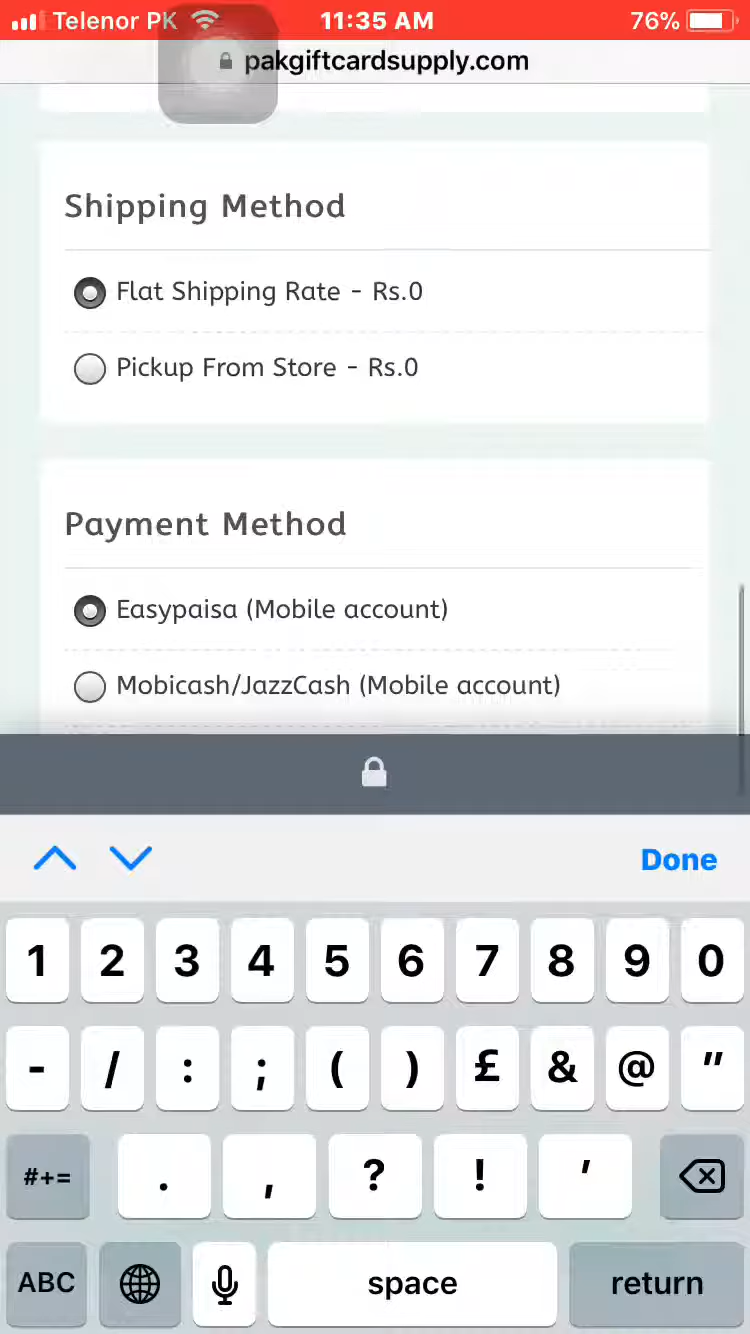 Telenor PK 11:35 AM 76%
pakgiftcardsupply.com
Shipping Method
Flat Shipping Rate - Rs.0
Pickup From Store - Rs.0
Payment Method
Easypaisa (Mobile account)
Mobicash/JazzCash (Mobile account)
Done
1 2 3 4 5 6 7 8 9 0
- / : ; ( ) £ & @ "
#+= . , ? ! '
ABC space return